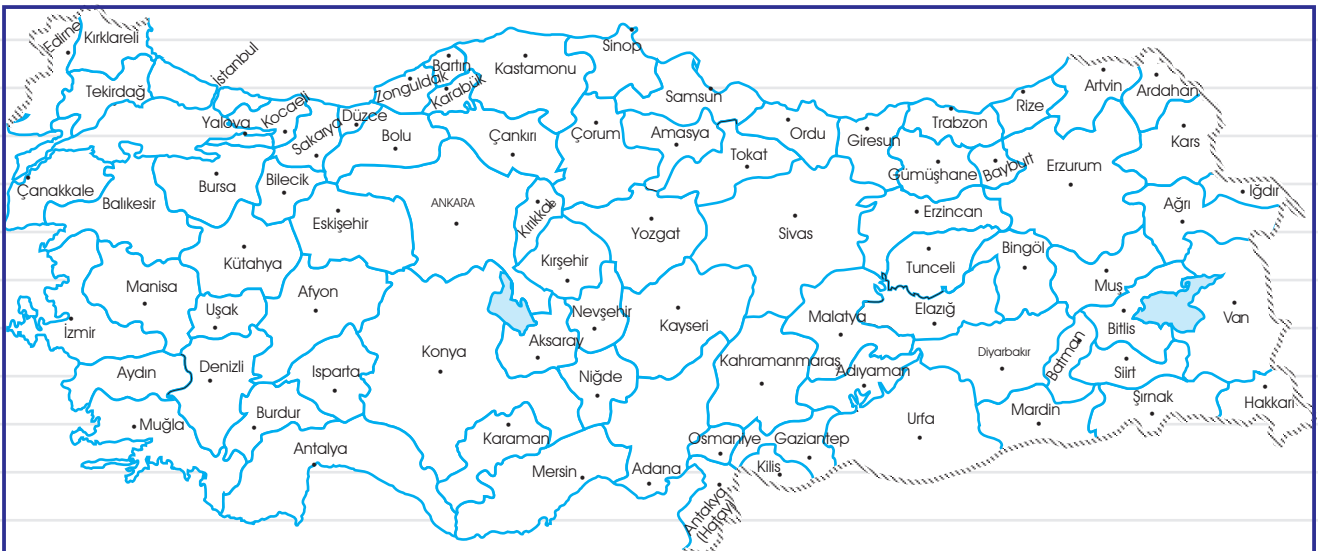 Edirne
Kırklareli
Tekirdağ
İstanbul
Yalova
Kocaeli
Sakarya
Düzce
Zonguldak
Bartın
Karabük
Kastamonu
Sinop
Samsun
Bolu
Çankırı
Çorum
Amasya
Tokat
Ordu
Giresun
Trabzon
Gümüşhane
Bayburt
Rize
Artvin
Ardahan
Kars
Erzurum
Iğdır
Ağrı
Çanakkale
Balıkesir
Bursa
Bilecik
Eskişehir
ANKARA
Kırıkkale
Kırşehir
Yozgat
Sivas
Erzincan
Tunceli
Bingöl
Muş
Kütahya
Manisa
Uşak
Afyon
İzmir
Aydın
Denizli
Isparta
Burdur
Muğla
Antalya
Konya
Aksaray
Nevşehir
Niğde
Kayseri
Malatya
Elazığ
Diyarbakır
Batman
Bitlis
Siirt
Van
Şırnak
Hakkari
Mardin
Urfa
Adıyaman
Kahramanmaraş
Karaman
Mersin
Adana
Osmaniye
Gaziantep
Kilis
Antakya
(Hatay)